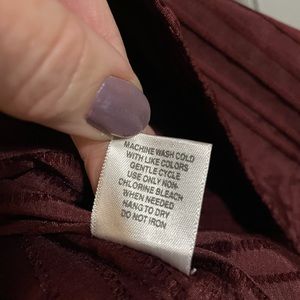 MACHINE WASH COLD
WITH LIKE COLORS
GENTLE CYCLE
USE ONLY NON-
CHLORINE BLEACH
WHEN NEEDED
HANG TO DRY
DO NOT IRON